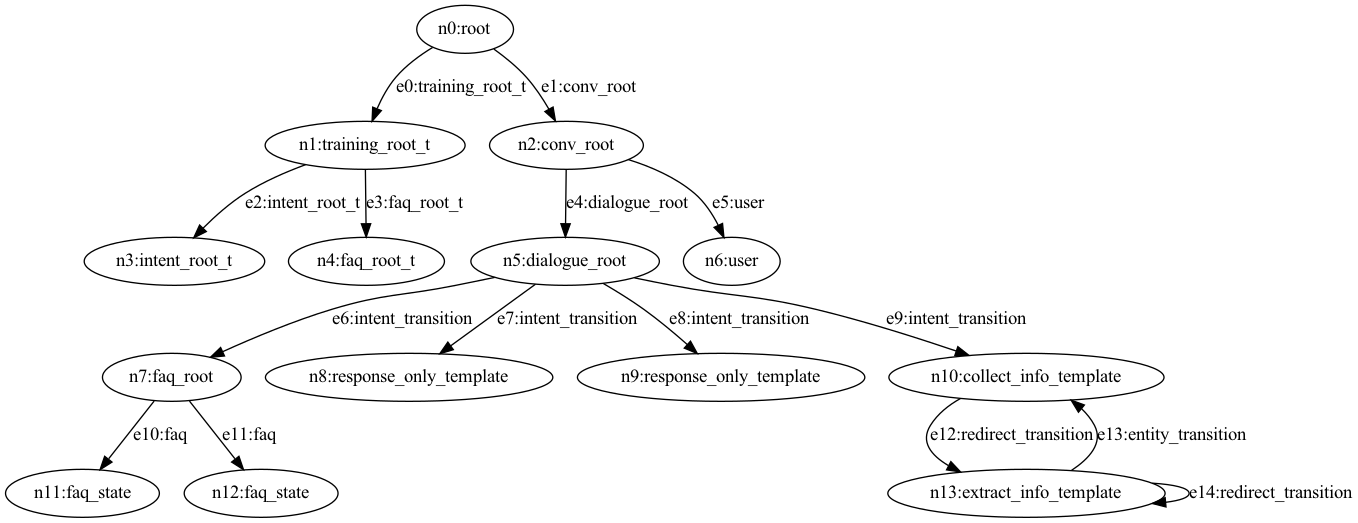 n0:root
e0:training_root_t
e1:conv_root
n1:training_root_t
n2:conv_root
e2:intent_root_t
e3:faq_root_t
e4:dialogue_root
e5:user
n3:intent_root_t
n4:faq_root_t
n5:dialogue_root
n6:user
e6:intent_transition
e7:intent_transition
e8:intent_transition
e9:intent_transition
n7:faq_root
n8:response_only_template
n9:response_only_template
n10:collect_info_template
e10:faq
e11:faq
e12:redirect_transition
e13:entity_transition
n11:faq_state
n12:faq_state
n13:extract_info_template
e14:redirect_transition